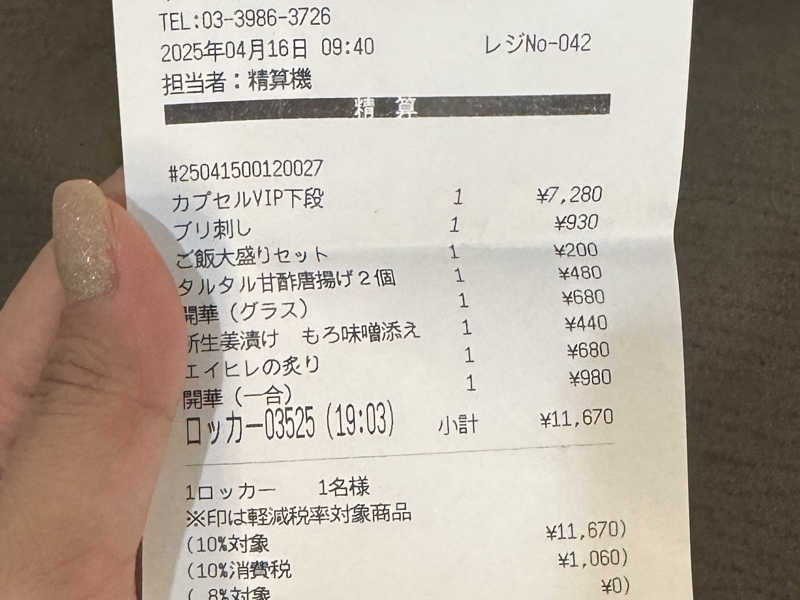 TEL:03-3986-3726
2025年04月16日 09:40 レジNo-042
担当者：精算機
精 算
#25041500120027
カプセルVIP下段 1 ¥7,280
ブリ刺し 1 ¥930
ご飯大盛りセット 1 ¥200
タルタル甘酢唐揚げ２個 1 ¥480
開華（グラス） 1 ¥680
新生姜漬け もろ味噌添え 1 ¥440
エイヒレの炙り 1 ¥680
開華（一合） 1 ¥980
ロッカー03525（19:03） 小計 ¥11,670
1ロッカー 1名様
※印は軽減税率対象商品
(10%対象 ¥11,670)
(10%消費税 ¥1,060)
( 8%対象 ¥0)